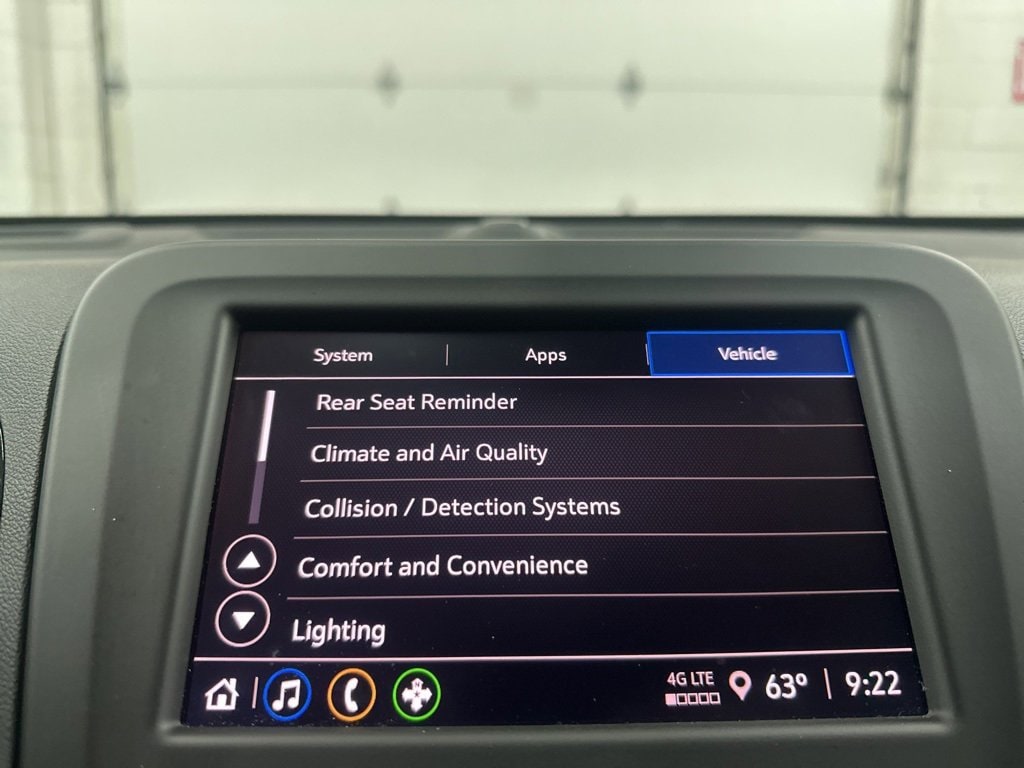 System Apps Vehicle
Rear Seat Reminder
Climate and Air Quality
Collision / Detection Systems
Comfort and Convenience
Lighting
4G LTE
63° 9:22